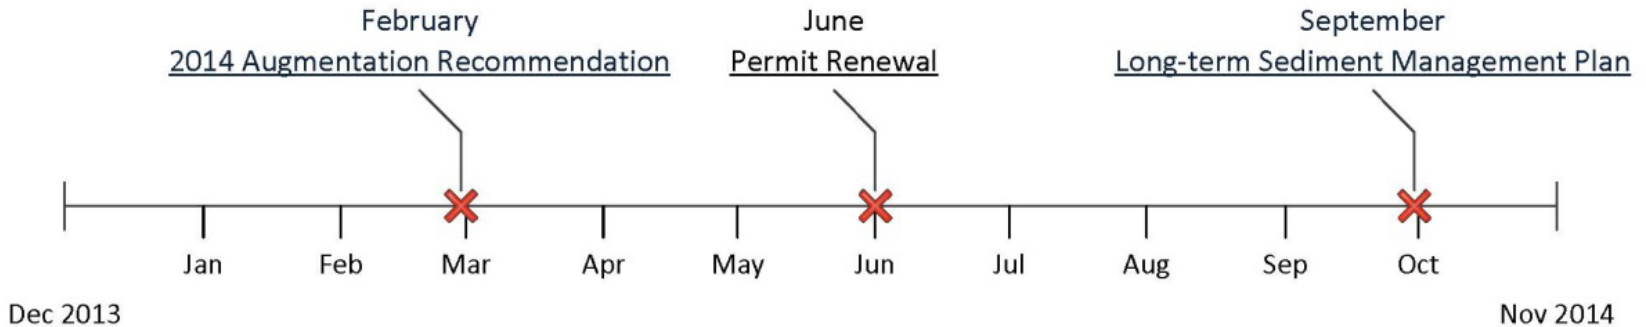 February
2014 Augmentation Recommendation
June
Permit Renewal
September
Long-term Sediment Management Plan
Jan
Feb
Mar
Apr
May
Jun
Jul
Aug
Sep
Oct
Dec 2013
Nov 2014